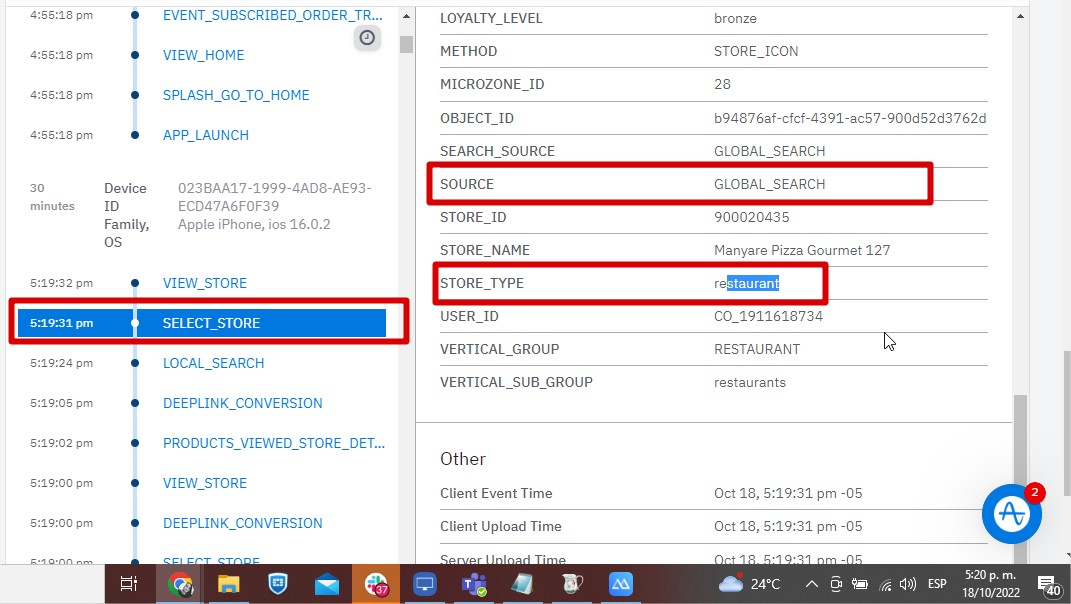 4:55:18 pm EVENT_SUBSCRIBED_ORDER_TR...
4:55:18 pm VIEW_HOME
4:55:18 pm SPLASH_GO_TO_HOME
4:55:18 pm APP_LAUNCH
30 minutes
Device ID 023BAA17-1999-4AD8-AE93-ECD47A6F0F39
Family, OS Apple iPhone, ios 16.0.2
5:19:32 pm VIEW_STORE
5:19:31 pm SELECT_STORE
5:19:24 pm LOCAL_SEARCH
5:19:05 pm DEEPLINK_CONVERSION
5:19:02 pm PRODUCTS_VIEWED_STORE_DET...
5:19:00 pm VIEW_STORE
5:19:00 pm DEEPLINK_CONVERSION
5:19:00 pm SELECT_STORE
LOYALTY_LEVEL bronze
METHOD STORE_ICON
MICROZONE_ID 28
OBJECT_ID b94876af-cfcf-4391-ac57-900d52d3762d
SEARCH_SOURCE GLOBAL_SEARCH
SOURCE GLOBAL_SEARCH
STORE_ID 900020435
STORE_NAME Manyare Pizza Gourmet 127
STORE_TYPE restaurant
USER_ID CO_1911618734
VERTICAL_GROUP RESTAURANT
VERTICAL_SUB_GROUP restaurants
Other
Client Event Time Oct 18, 5:19:31 pm -05
Client Upload Time Oct 18, 5:19:31 pm -05
Server Upload Time Oct 18, 5:19:31 pm -05
2
37
24°C
ESP
5:20 p. m.
18/10/2022
40